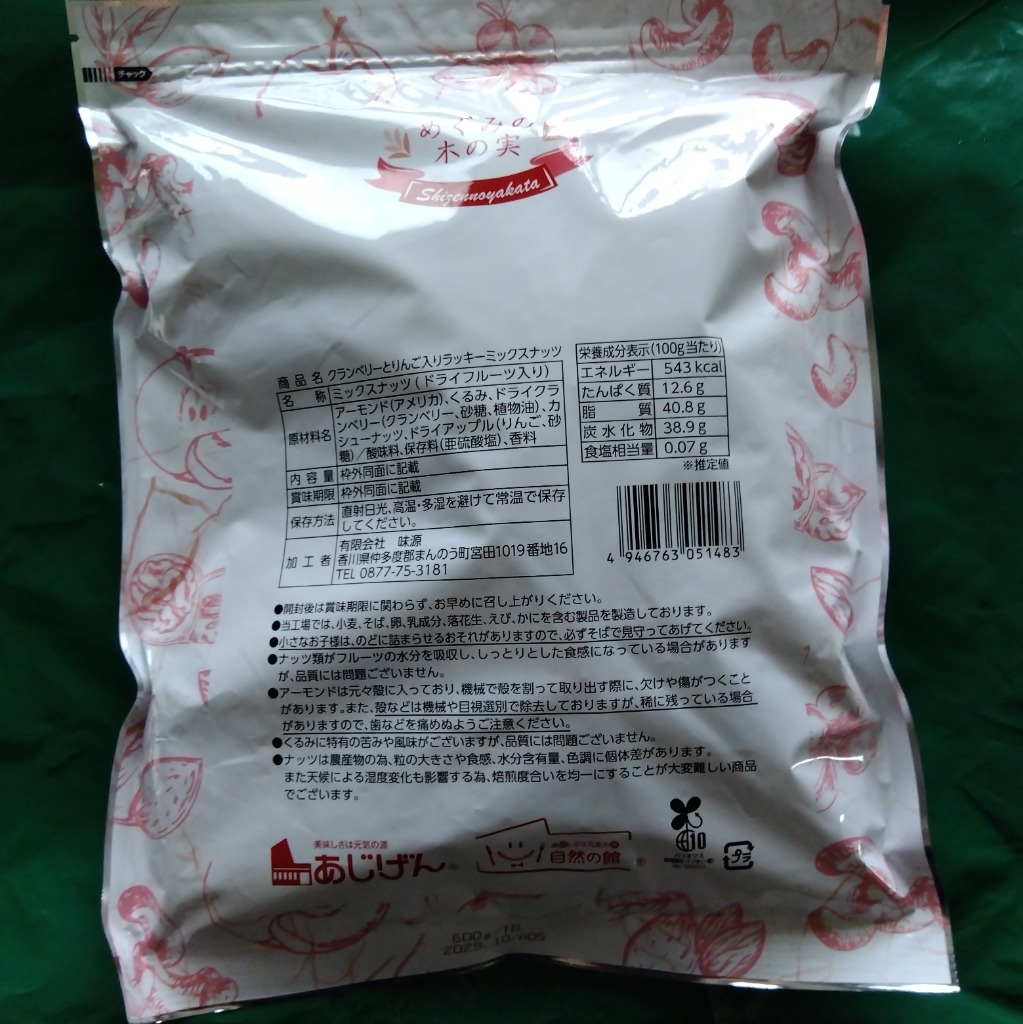 チャック
めぐみの
木の実
Shizennoyakata
商品名 クランベリーとりんご入りラッキーミックスナッツ
名称 ミックスナッツ(ドライフルーツ入り)
原材料名 アーモンド(アメリカ)、くるみ、ドライクラ
ンベリー(クランベリー、砂糖、植物油)、カ
シューナッツ、ドライアップル(りんご、砂
糖)/酸味料、保存料(亜硫酸塩)、香料
内容量 枠外同面に記載
賞味期限 枠外同面に記載
保存方法 直射日光、高温・多湿を避けて常温で保存
してください。
加工者 有限会社 味源
香川県仲多度郡まんのう町宮田1019番地16
TEL 0877-75-3181
栄養成分表示(100g当たり)
エネルギー 543 kcal
たんぱく質 12.6g
脂質 40.8g
炭水化物 38.9g
食塩相当量 0.07g
※推定値
4 946763 051483
●開封後は賞味期限に関わらず、お早めに召し上がりください。
●当工場では、小麦、そば、卵、乳成分、落花生、えび、かにを含む製品を製造しております。
●小さなお子様は、のどに詰まらせるおそれがありますので、必ずそばで見守ってあげてください。
●ナッツ類がフルーツの水分を吸収し、しっとりとした食感になっている場合があります
が、品質には問題ございません。
●アーモンドは元々殻に入っており、機械で殻を割って取り出す際に、欠けや傷がつくこと
があります。また、殻などは機械や目視選別で除去しておりますが、稀に残っている場合
がありますので、歯などを痛めぬようご注意ください。
●くるみに特有の苦みや風味がございますが、品質には問題ございません。
●ナッツは農産物の為、粒の大きさや食感、水分含有量、色調に個体差があります。
また天候による湿度変化も影響する為、焙煎度合いを均一にすることが大変難しい商品
でございます。
美味しさは元気の源
あじげん®
自然の館®
10
プラ
600g/1B
2025.10/A05